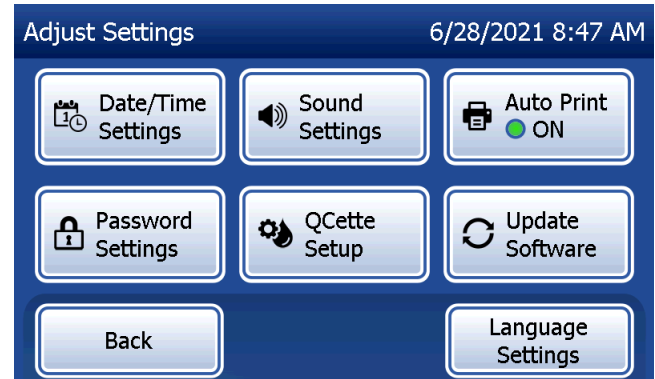 Adjust Settings 6/28/2021 8:47 AM
Date/Time
Settings
Sound
Settings
Auto Print
ON
Password
Settings
QCette
Setup
Update
Software
Back
Language
Settings